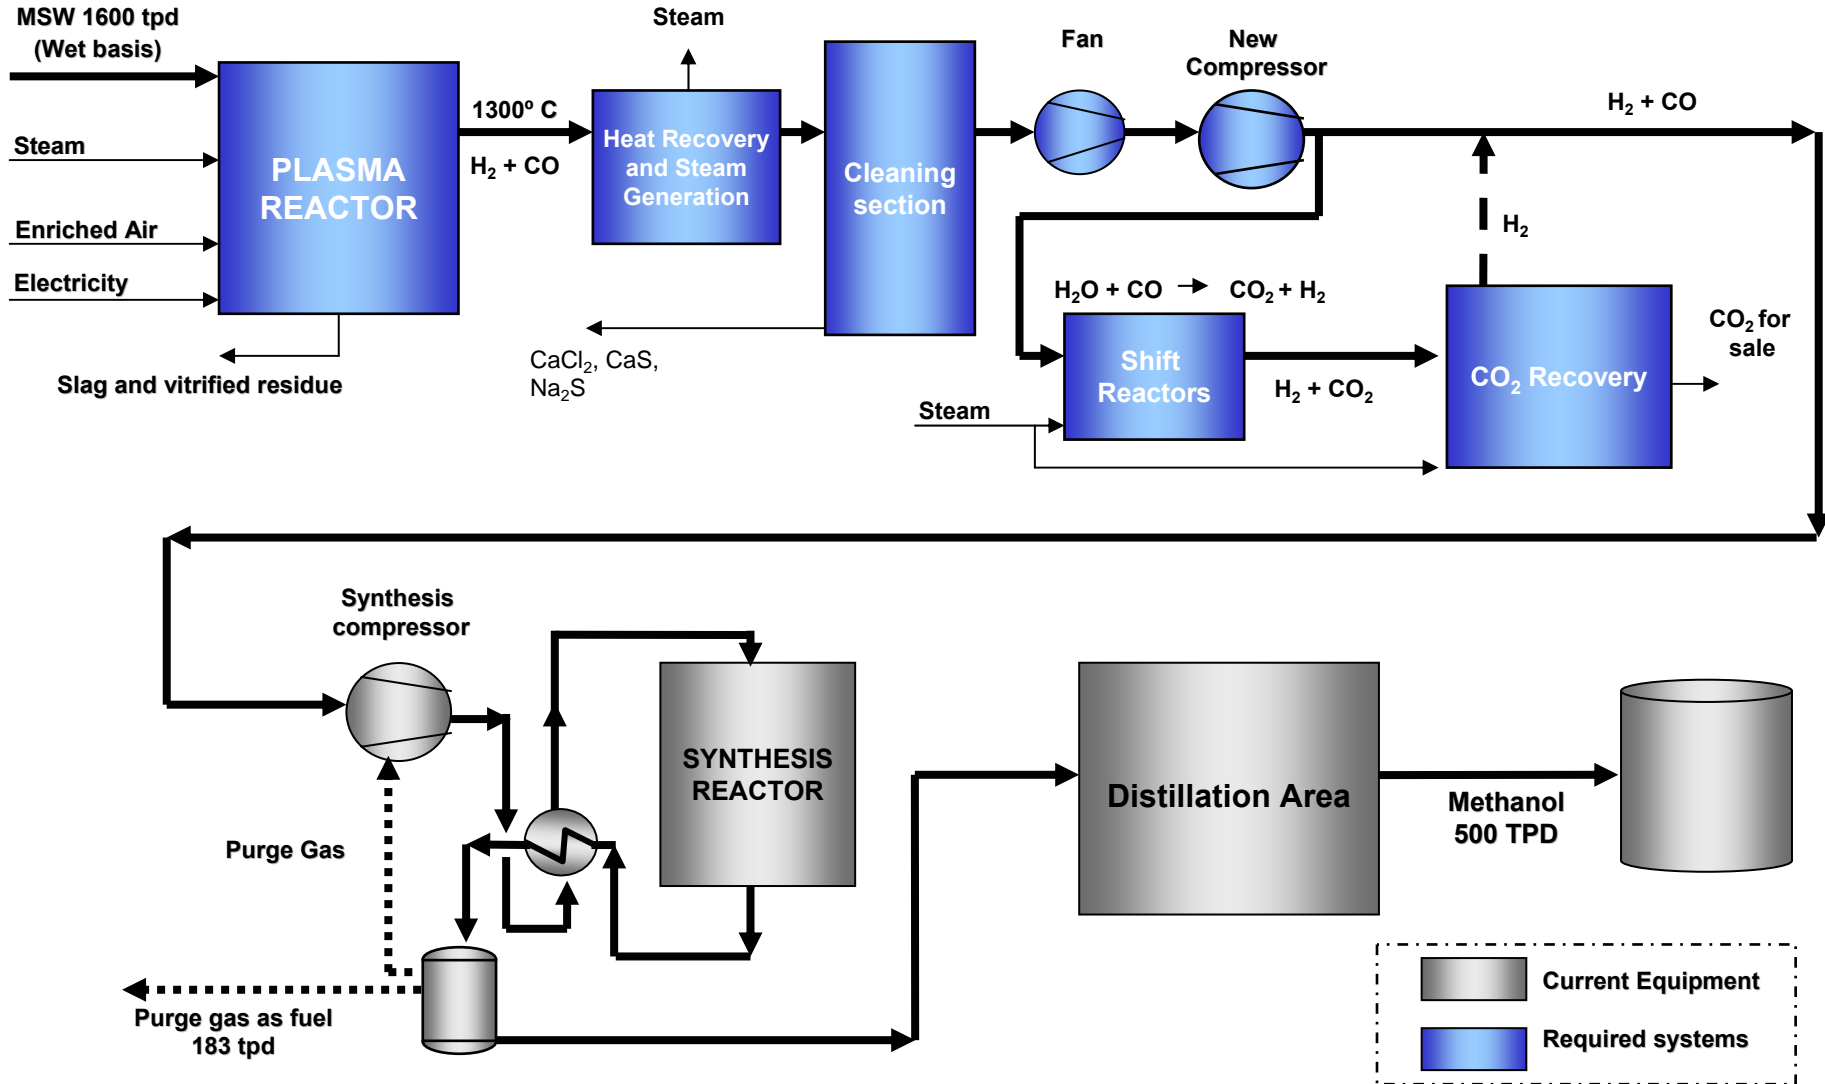 MSW 1600 tpd
(Wet basis)
Steam
Enriched Air
Electricity
PLASMA
REACTOR
Slag and vitrified residue
1300º C
H₂ + CO
Steam
Heat Recovery
and Steam
Generation
Cleaning
section
CaCl₂, CaS,
Na₂S
Fan
New
Compressor
H₂ + CO
H₂
H₂O + CO → CO₂ + H₂
Shift
Reactors
Steam
H₂ + CO₂
CO₂ Recovery
CO₂ for
sale
Synthesis
compressor
SYNTHESIS
REACTOR
Purge Gas
Purge gas as fuel
183 tpd
Distillation Area
Methanol
500 TPD
Current Equipment
Required systems